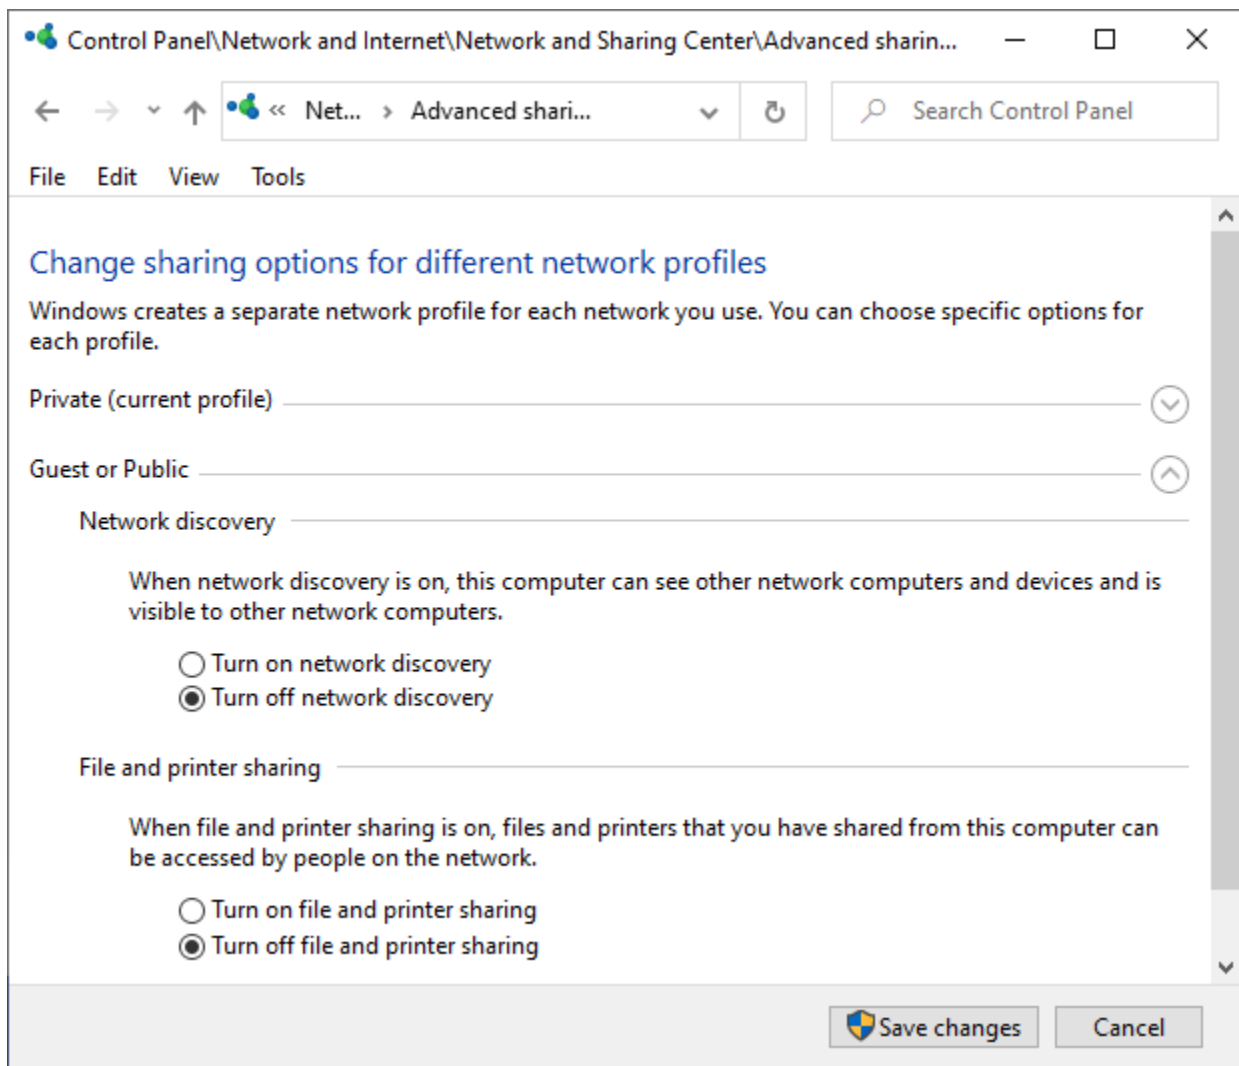 Control Panel\Network and Internet\Network and Sharing Center\Advanced sharin...
« Net... › Advanced shari...
Search Control Panel
File Edit View Tools
Change sharing options for different network profiles
Windows creates a separate network profile for each network you use. You can choose specific options for
each profile.
Private (current profile)
Guest or Public
Network discovery
When network discovery is on, this computer can see other network computers and devices and is
visible to other network computers.
Turn on network discovery
Turn off network discovery
File and printer sharing
When file and printer sharing is on, files and printers that you have shared from this computer can
be accessed by people on the network.
Turn on file and printer sharing
Turn off file and printer sharing
Save changes Cancel